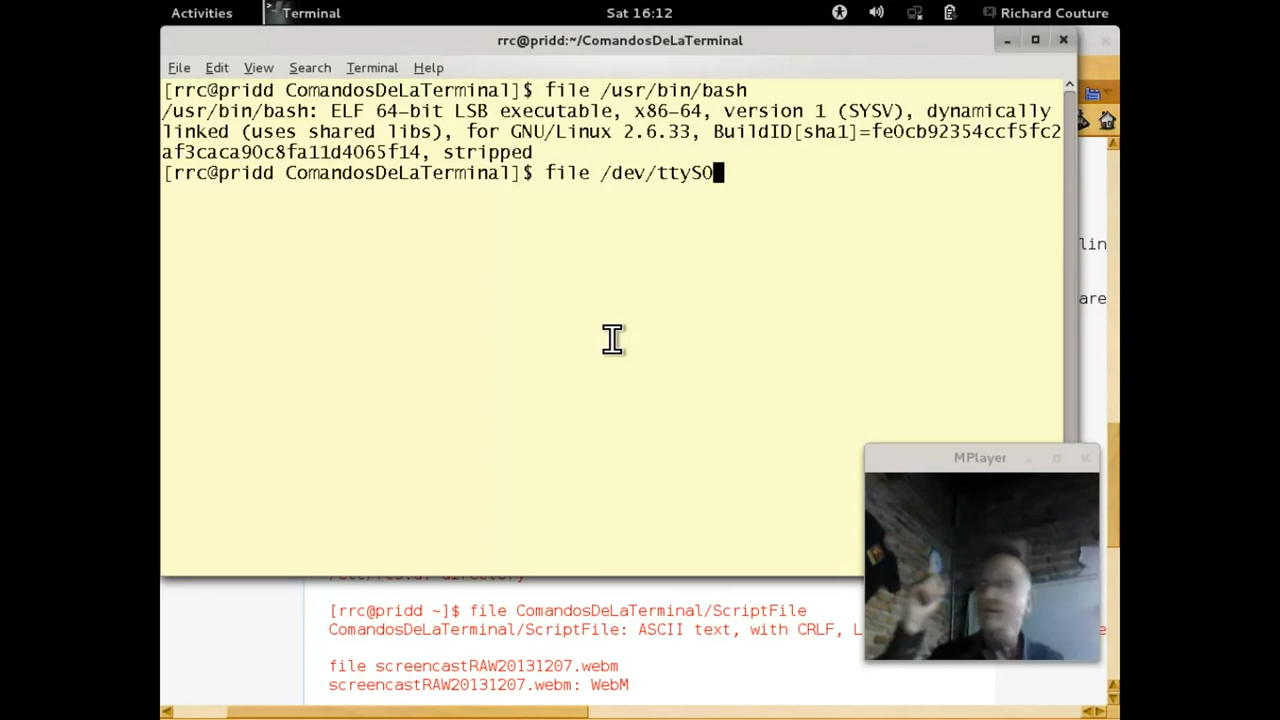 Activities
Terminal
Sat 16:12
Richard Couture
rrc@pridd:~/ComandosDeLaTerminal
File Edit View Search Terminal Help
[rrc@pridd ComandosDeLaTerminal]$ file /usr/bin/bash
/usr/bin/bash: ELF 64-bit LSB executable, x86-64, version 1 (SYSV), dynamically
linked (uses shared libs), for GNU/Linux 2.6.33, BuildID[sha1]=fe0cb92354ccf5fc2
af3caca90c8fa11d4065f14, stripped
[rrc@pridd ComandosDeLaTerminal]$ file /dev/ttyS0
lin
are
MPlayer
[rrc@pridd ~]$ file ComandosDeLaTerminal/ScriptFile
ComandosDeLaTerminal/ScriptFile: ASCII text, with CRLF, L
file screencastRAW20131207.webm
screencastRAW20131207.webm: WebM